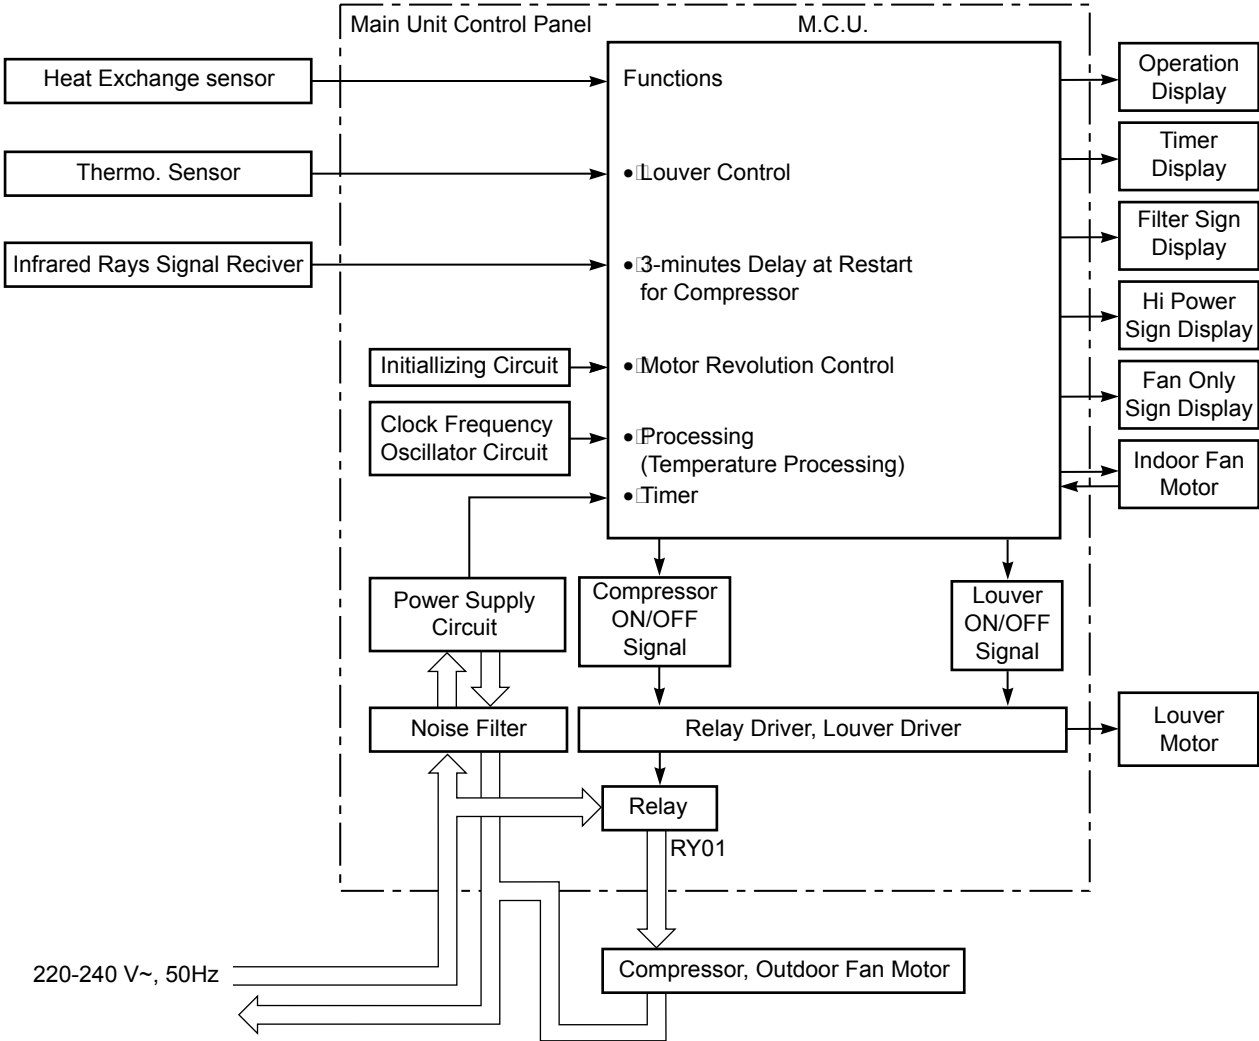 Main Unit Control Panel
M.C.U.
Heat Exchange sensor
Thermo. Sensor
Infrared Rays Signal Reciver
Initiallizing Circuit
Clock Frequency
Oscillator Circuit
Functions
• Louver Control
• 3-minutes Delay at Restart
for Compressor
• Motor Revolution Control
• Processing
(Temperature Processing)
• Timer
Operation
Display
Timer
Display
Filter Sign
Display
Hi Power
Sign Display
Fan Only
Sign Display
Indoor Fan
Motor
Power Supply
Circuit
Compressor
ON/OFF
Signal
Louver
ON/OFF
Signal
Noise Filter
Relay Driver, Louver Driver
Louver
Motor
Relay
RY01
220-240 V~, 50Hz
Compressor, Outdoor Fan Motor